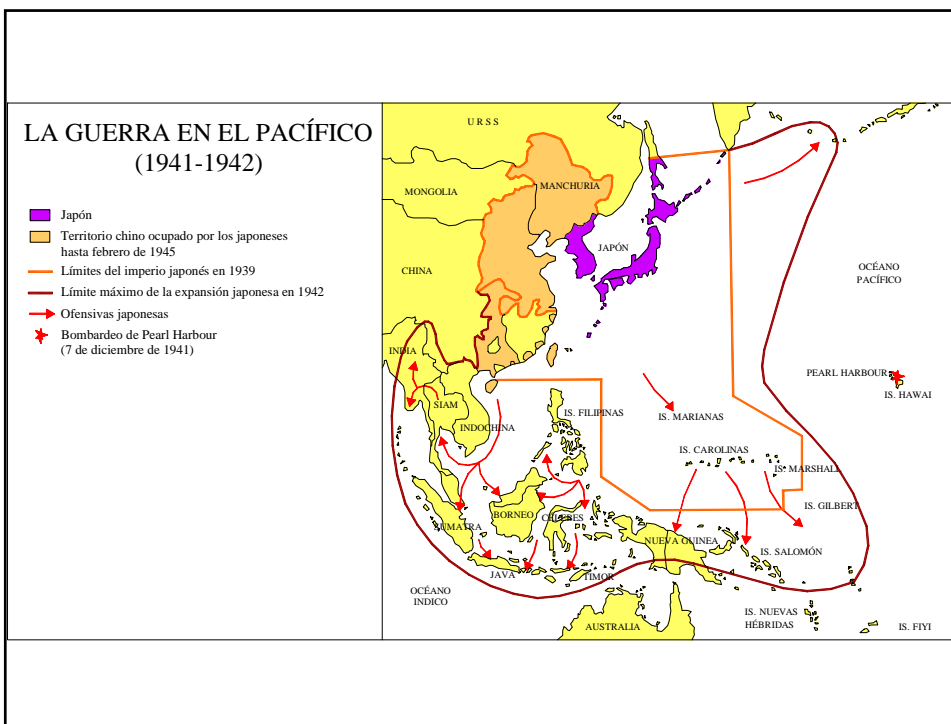 LA GUERRA EN EL PACÍFICO
(1941-1942)
Japón
Territorio chino ocupado por los japoneses
hasta febrero de 1945
Límites del imperio japonés en 1939
Límite máximo de la expansión japonesa en 1942
Ofensivas japonesas
Bombardeo de Pearl Harbour
(7 de diciembre de 1941)
U R S S
MONGOLIA
MANCHURIA
JAPÓN
CHINA
OCÉANO
PACÍFICO
INDIA
PEARL HARBOUR
IS. HAWAI
SIAM
IS. FILIPINAS
IS. MARIANAS
INDOCHINA
IS. CAROLINAS
IS. MARSHALL
IS. GILBERT
BORNEO
CÉLEBES
SUMATRA
NUEVA GUINEA
IS. SALOMÓN
JAVA
TIMOR
OCÉANO
INDICO
IS. NUEVAS
HÉBRIDAS
AUSTRALIA
IS. FIYI